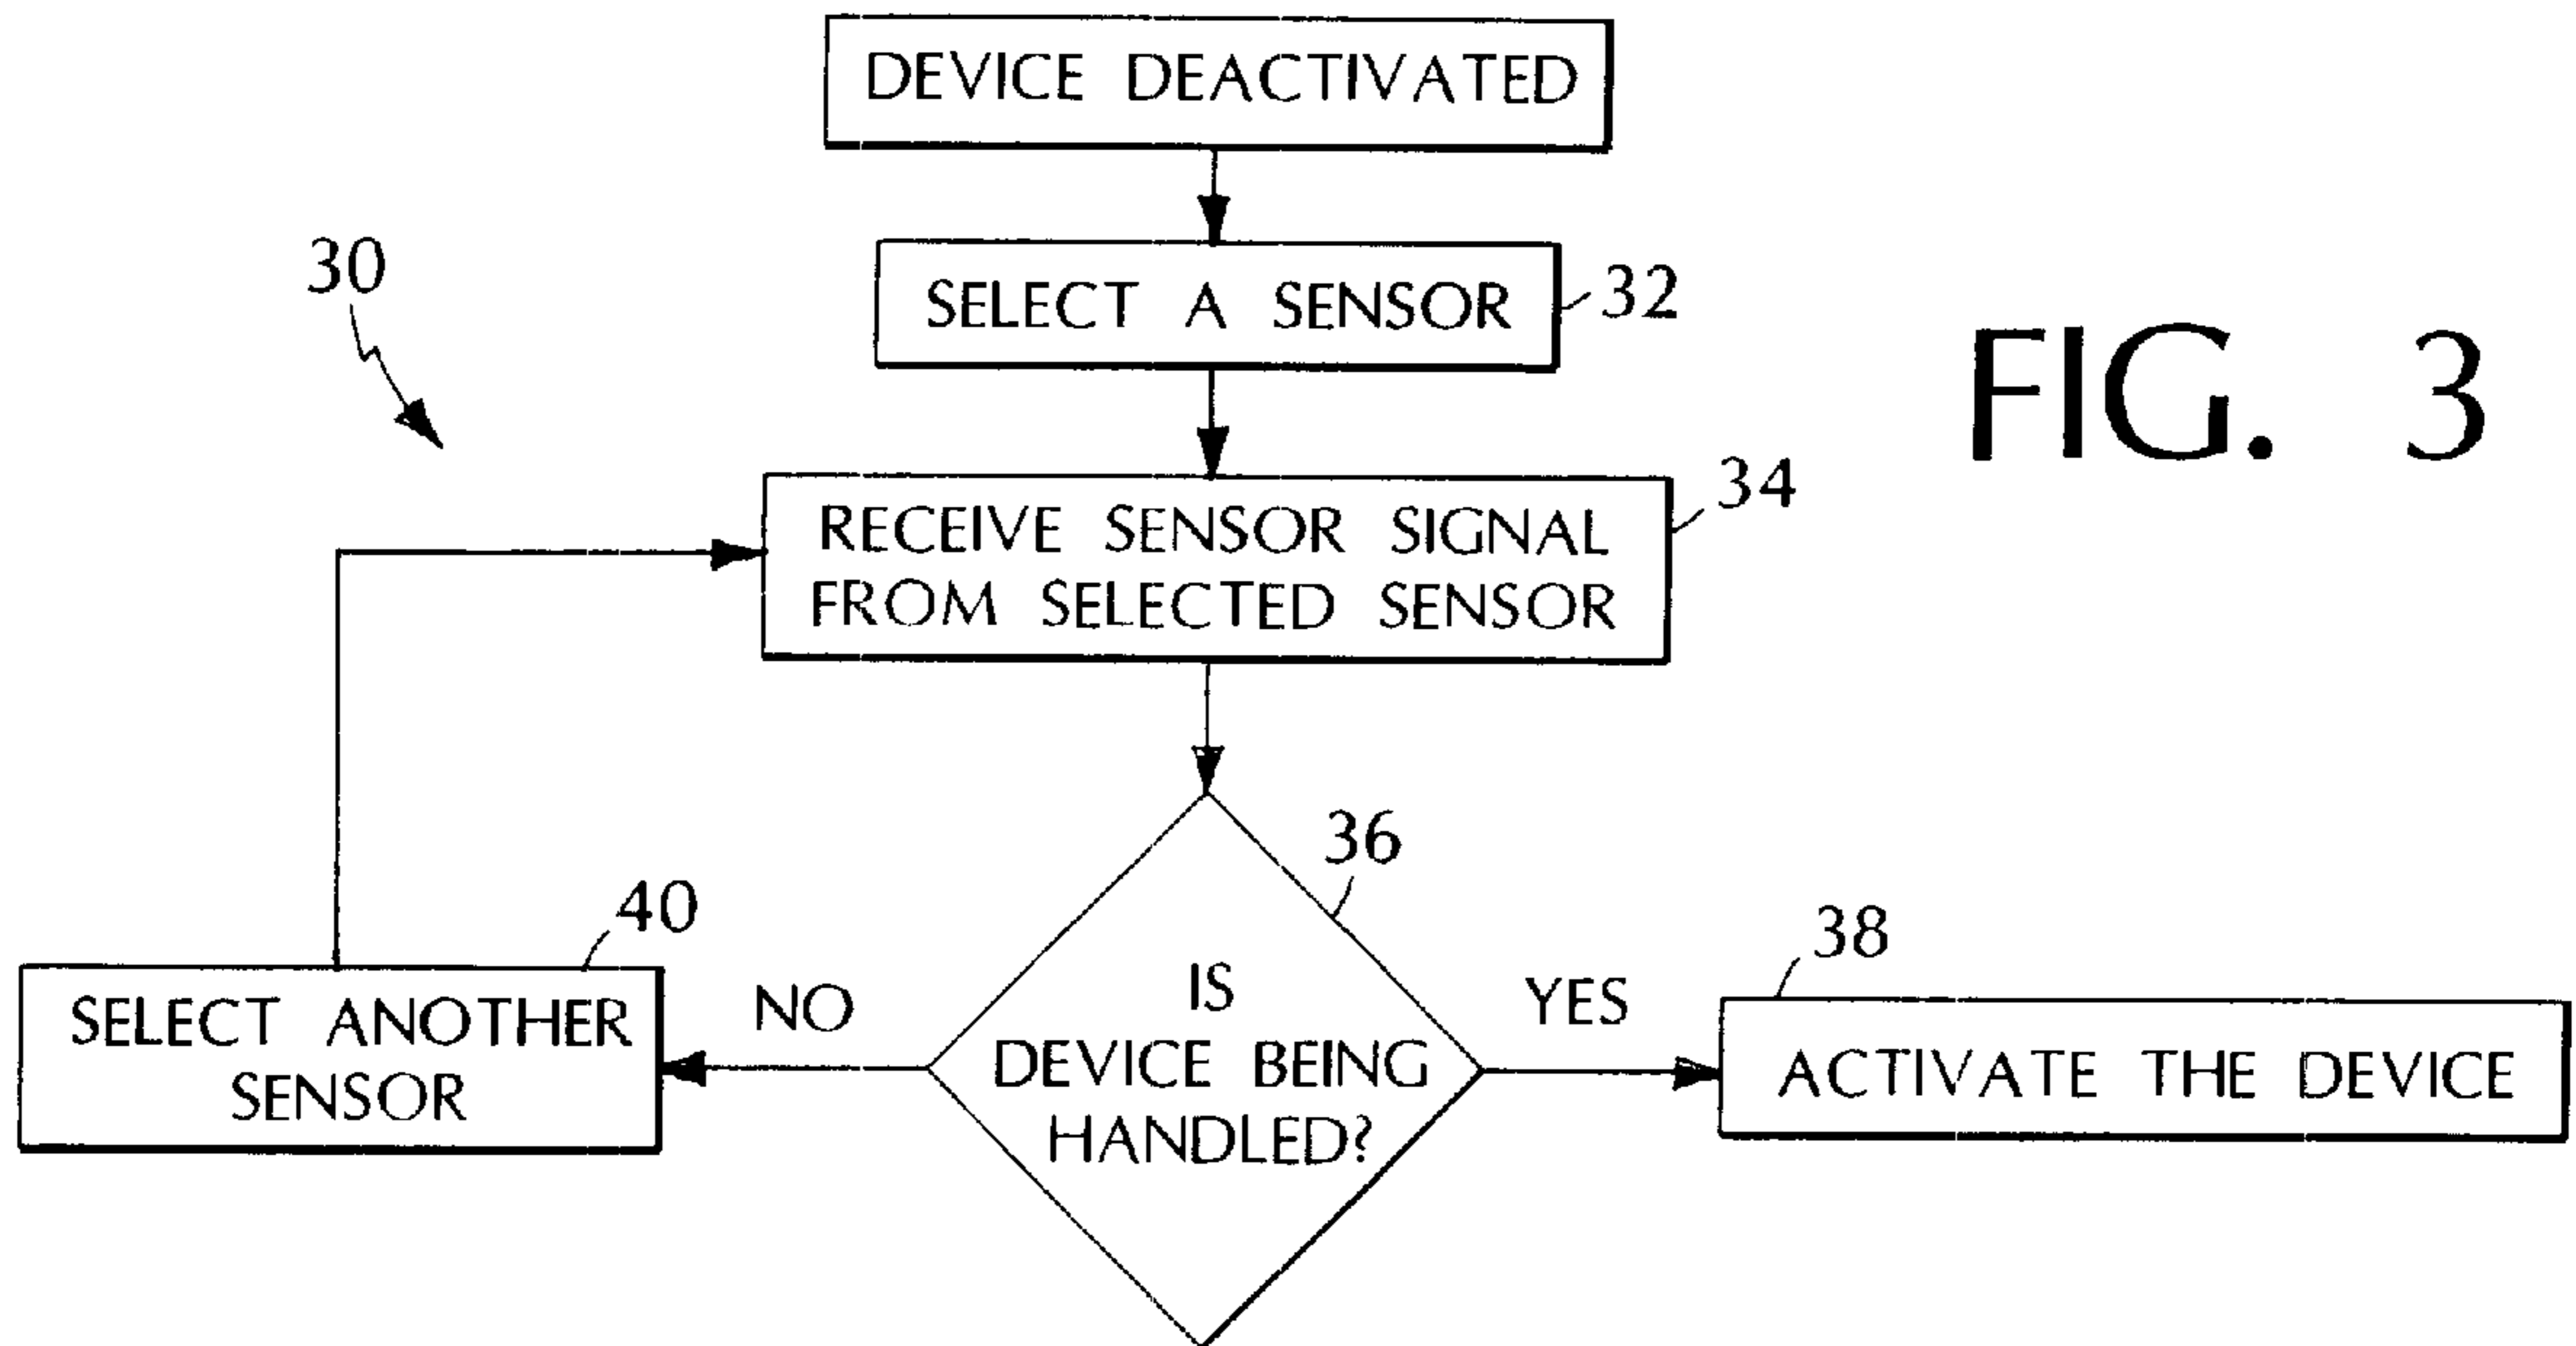 DEVICE DEACTIVATED
30
SELECT A SENSOR
32
FIG. 3
34
RECEIVE SENSOR SIGNAL
FROM SELECTED SENSOR
36
40
38
SELECT ANOTHER
SENSOR
NO
IS
DEVICE BEING
HANDLED?
YES
ACTIVATE THE DEVICE